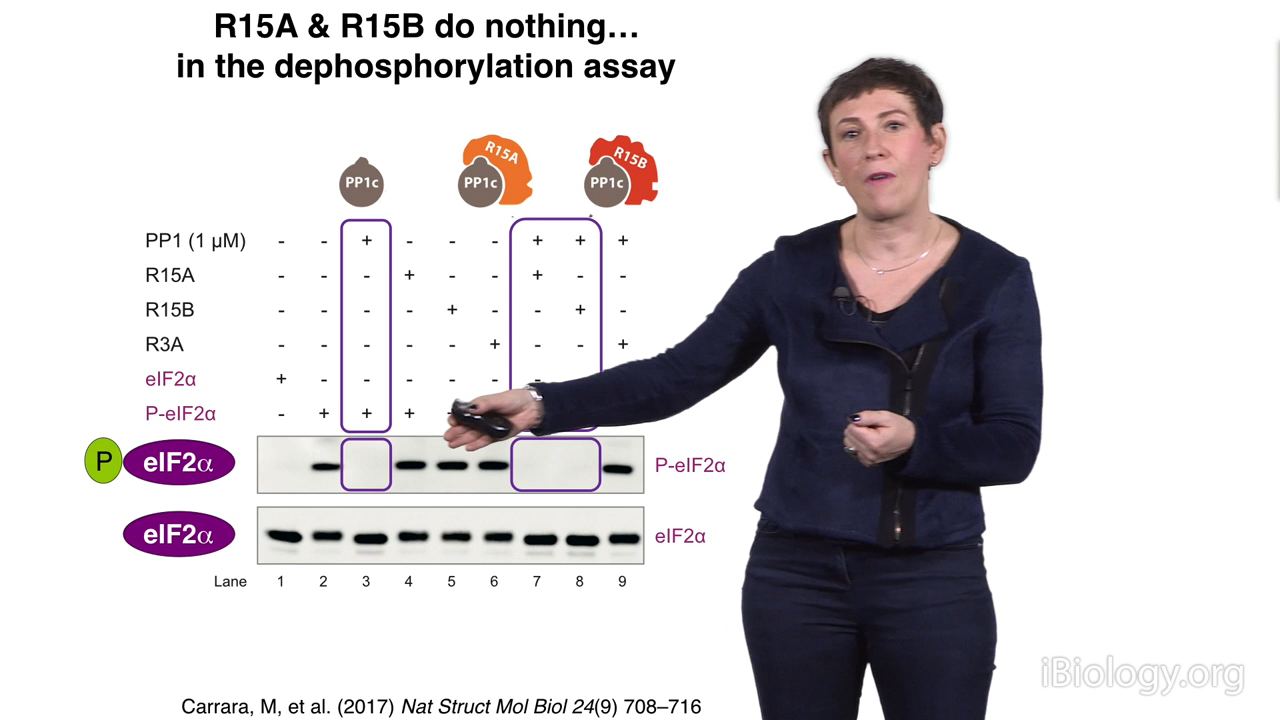 R15A & R15B do nothing…
in the dephosphorylation assay
PP1c
R15A
PP1c
R15B
PP1c
PP1 (1 µM) - - + - - - + + +
R15A - - - + - - + - -
R15B - - - - + - - + -
R3A - - - - - + - - +
eIF2α + - - - - - -
P-eIF2α - + + +
P eIF2α P-eIF2α
eIF2α eIF2α
Lane 1 2 3 4 5 6 7 8 9
Carrara, M, et al. (2017) Nat Struct Mol Biol 24(9) 708–716
iBiology.org